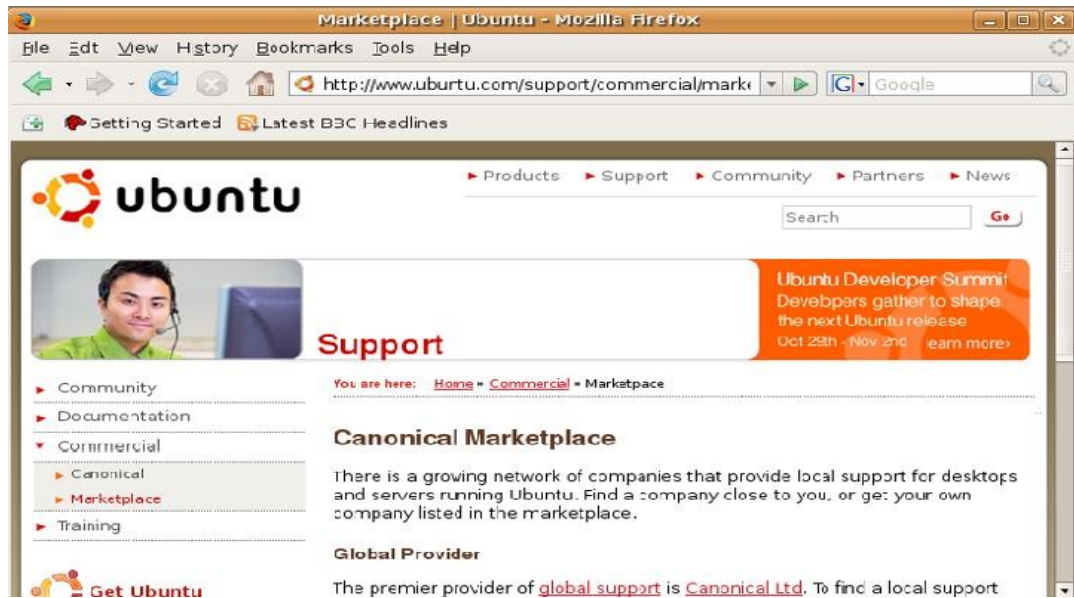 Marketplace | Ubuntu - Mozilla Firefox
File Edt View History Bookmarks Tools Help
http://www.uburtu.com/support/commercial/marke
G Google
Getting Started Latest BBC Headlines
ubuntu
Products Support Community Partners News
Search Go
Ubuntu Developer Summit
Developers gather to shape
the next Ubuntu release
Oct 29th - Nov 2nd learn more›
Support
You are here: Home » Commercial » Marketpace
Community
Documentation
Commercial
Canonical
Marketplace
Training
Get Ubuntu
Canonical Marketplace
There is a growing network of companies that provide local support for desktops
and servers running Ubuntu. Find a company close to you, or get your own
company listed in the marketplace.
Global Provider
The premier provider of global support is Canonical Ltd. To find a local support